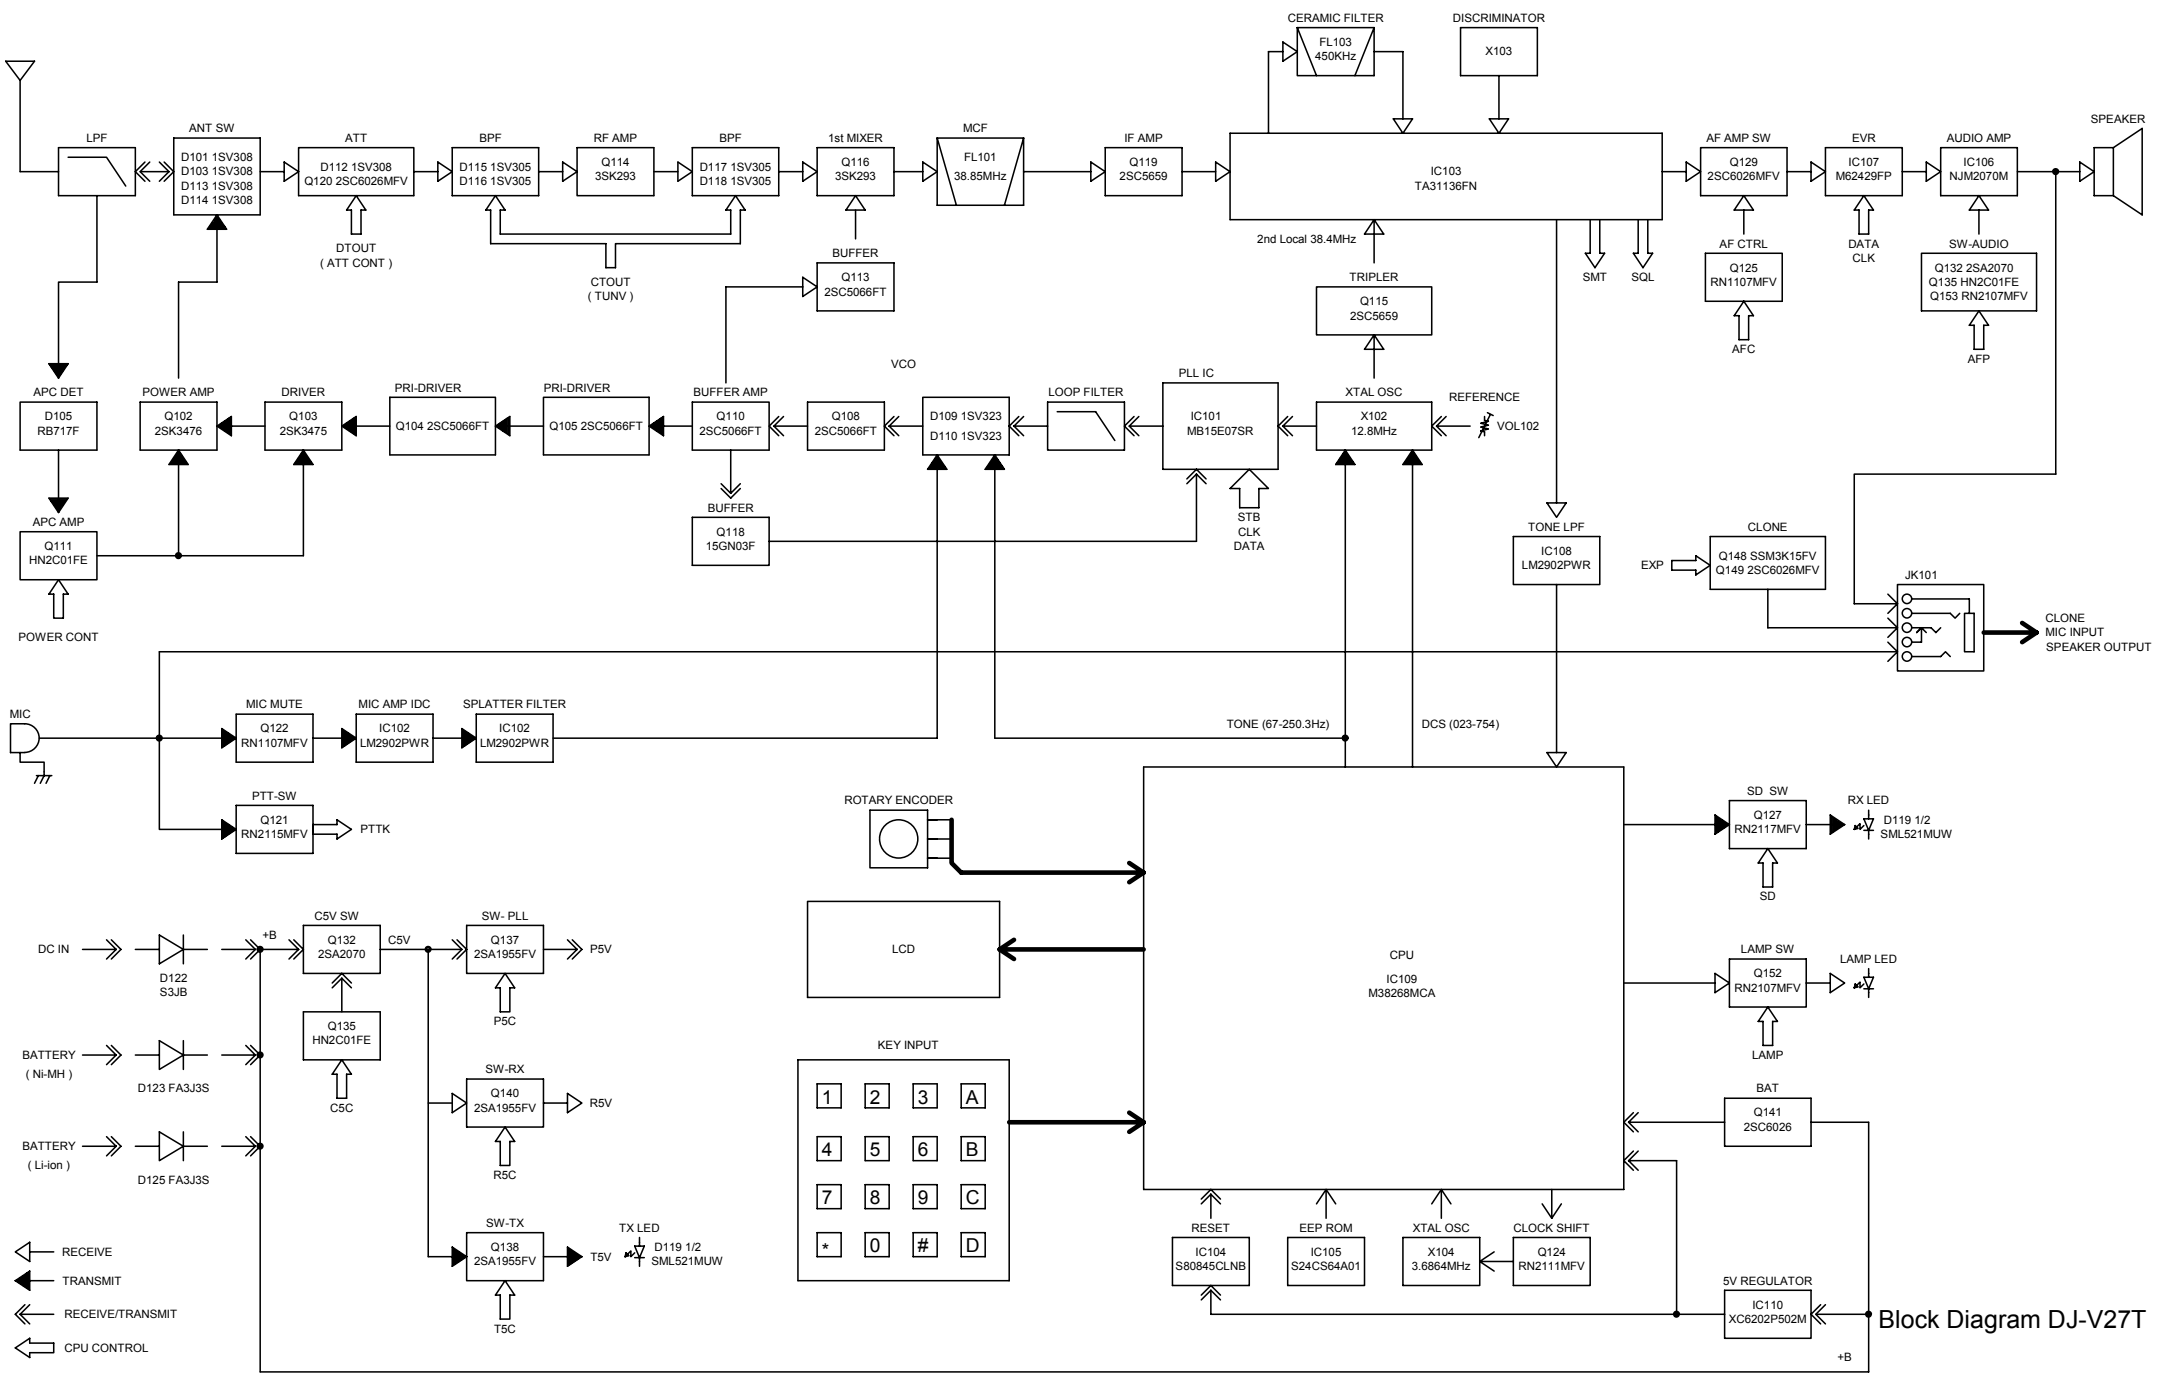 CERAMIC FILTER
FL103
450KHz
DISCRIMINATOR
X103
LPF
ANT SW
D101 1SV308
D103 1SV308
D113 1SV308
D114 1SV308
ATT
D112 1SV308
Q120 2SC6026MFV
DTOUT
( ATT CONT )
BPF
D115 1SV305
D116 1SV305
RF AMP
Q114
3SK293
BPF
D117 1SV305
D118 1SV305
CTOUT
( TUNV )
1st MIXER
Q116
3SK293
BUFFER
Q113
2SC5066FT
MCF
FL101
38.85MHz
IF AMP
Q119
2SC5659
IC103
TA31136FN
2nd Local 38.4MHz
SMT
SQL
AF AMP SW
Q129
2SC6026MFV
AF CTRL
Q125
RN1107MFV
AFC
EVR
IC107
M62429FP
DATA
CLK
AUDIO AMP
IC106
NJM2070M
SW-AUDIO
Q132 2SA2070
Q135 HN2C01FE
Q153 RN2107MFV
AFP
SPEAKER
TRIPLER
Q115
2SC5659
APC DET
D105
RB717F
POWER AMP
Q102
2SK3476
DRIVER
Q103
2SK3475
PRI-DRIVER
Q104 2SC5066FT
PRI-DRIVER
Q105 2SC5066FT
BUFFER AMP
Q110
2SC5066FT
Q108
2SC5066FT
VCO
D109 1SV323
D110 1SV323
LOOP FILTER
PLL IC
IC101
MB15E07SR
XTAL OSC
X102
12.8MHz
REFERENCE
VOL102
APC AMP
Q111
HN2C01FE
POWER CONT
BUFFER
Q118
15GN03F
STB
CLK
DATA
TONE LPF
IC108
LM2902PWR
CLONE
Q148 SSM3K15FV
Q149 2SC6026MFV
EXP
JK101
CLONE
MIC INPUT
SPEAKER OUTPUT
MIC
MIC MUTE
Q122
RN1107MFV
MIC AMP IDC
IC102
LM2902PWR
SPLATTER FILTER
IC102
LM2902PWR
TONE (67-250.3Hz)
DCS (023-754)
PTT-SW
Q121
RN2115MFV
PTTK
ROTARY ENCODER
LCD
CPU
IC109
M38268MCA
SD SW
Q127
RN2117MFV
SD
RX LED
D119 1/2
SML521MUW
LAMP SW
Q152
RN2107MFV
LAMP
LAMP LED
BAT
Q141
2SC6026
DC IN
D122
S3JB
BATTERY
( Ni-MH )
D123 FA3J3S
BATTERY
( Li-ion )
D125 FA3J3S
+B
C5V SW
Q132
2SA2070
C5V
Q135
HN2C01FE
C5C
SW- PLL
Q137
2SA1955FV
P5V
P5C
SW-RX
Q140
2SA1955FV
R5V
R5C
SW-TX
Q138
2SA1955FV
T5V
T5C
TX LED
D119 1/2
SML521MUW
KEY INPUT
1 2 3 A
4 5 6 B
7 8 9 C
* 0 # D
RESET
IC104
S80845CLNB
EEP ROM
IC105
S24CS64A01
XTAL OSC
X104
3.6864MHz
CLOCK SHIFT
Q124
RN2111MFV
5V REGULATOR
IC110
XC6202P502M
+B
RECEIVE
TRANSMIT
RECEIVE/TRANSMIT
CPU CONTROL
Block Diagram DJ-V27T